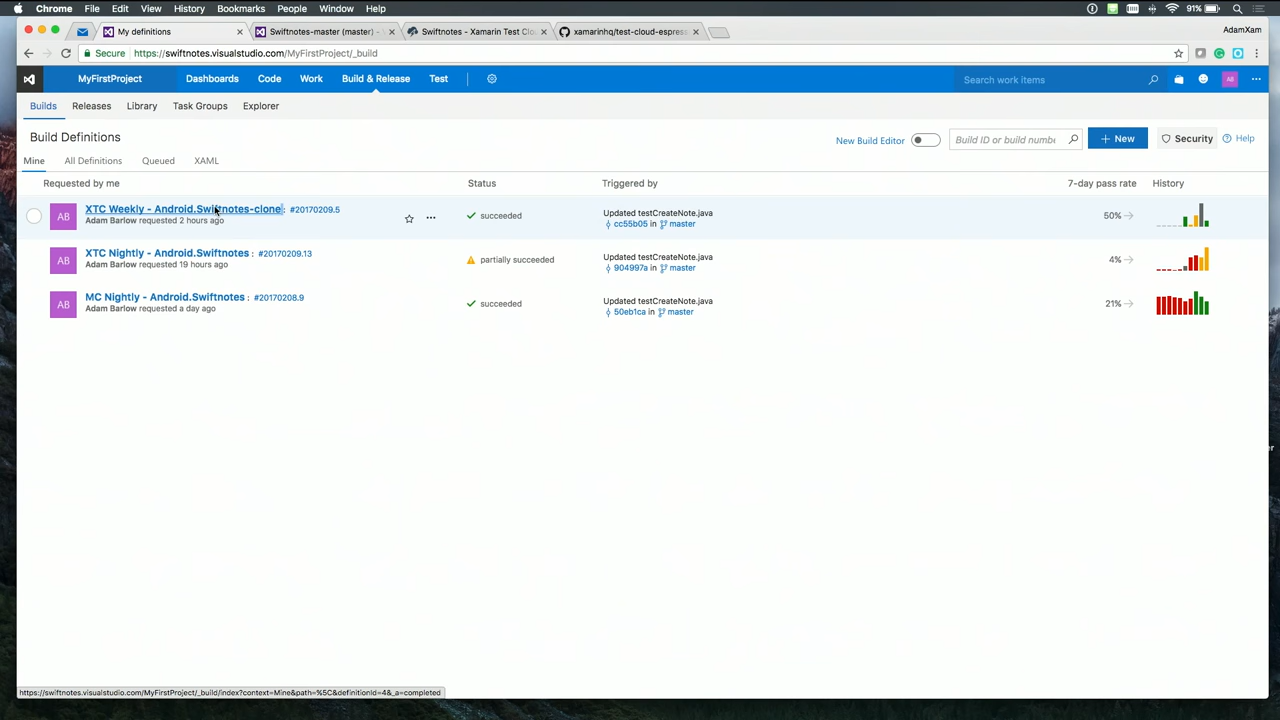 Chrome File Edit View History Bookmarks People Window Help 91%
My definitions Swiftnotes-master (master) - Swiftnotes - Xamarin Test Clo xamarinhq/test-cloud-espress AdamXam
Secure https://swiftnotes.visualstudio.com/MyFirstProject/_build
MyFirstProject Dashboards Code Work Build & Release Test Search work items AB
Builds Releases Library Task Groups Explorer
Build Definitions
New Build Editor Build ID or build numbe + New Security Help
Mine All Definitions Queued XAML
Requested by me Status Triggered by 7-day pass rate History
AB XTC Weekly - Android.Swiftnotes-clone : #20170209.5 succeeded Updated testCreateNote.java 50%
Adam Barlow requested 2 hours ago cc55b05 in master
AB XTC Nightly - Android.Swiftnotes : #20170209.13 partially succeeded Updated testCreateNote.java 4%
Adam Barlow requested 19 hours ago 904997a in master
AB MC Nightly - Android.Swiftnotes : #20170208.9 succeeded Updated testCreateNote.java 21%
Adam Barlow requested a day ago 50eb1ca in master
https://swiftnotes.visualstudio.com/MyFirstProject/_build/index?context=Mine&path=%5C&definitionId=4&_a=completed